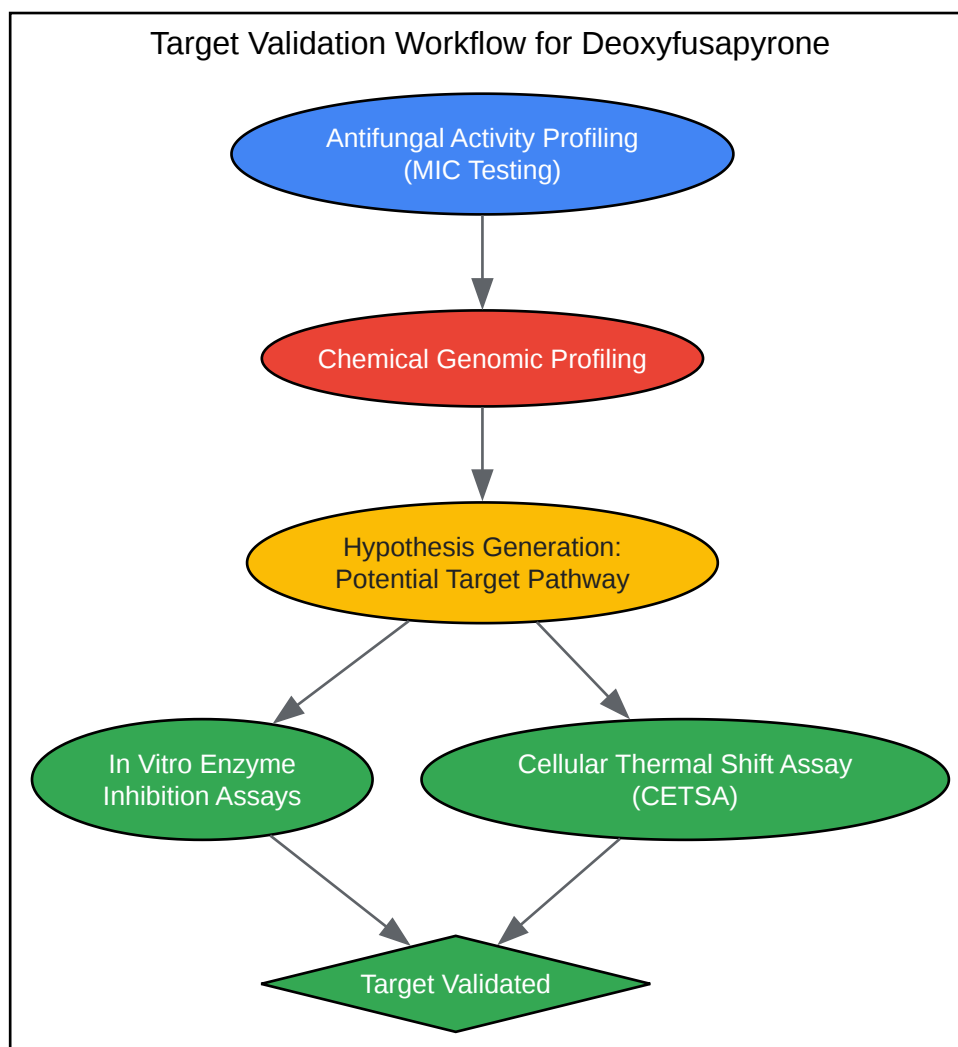 Target Validation Workflow for Deoxyfusapyrone
Antifungal Activity Profiling
(MIC Testing)
Chemical Genomic Profiling
Hypothesis Generation:
Potential Target Pathway
In Vitro Enzyme
Inhibition Assays
Cellular Thermal Shift Assay
(CETSA)
Target Validated